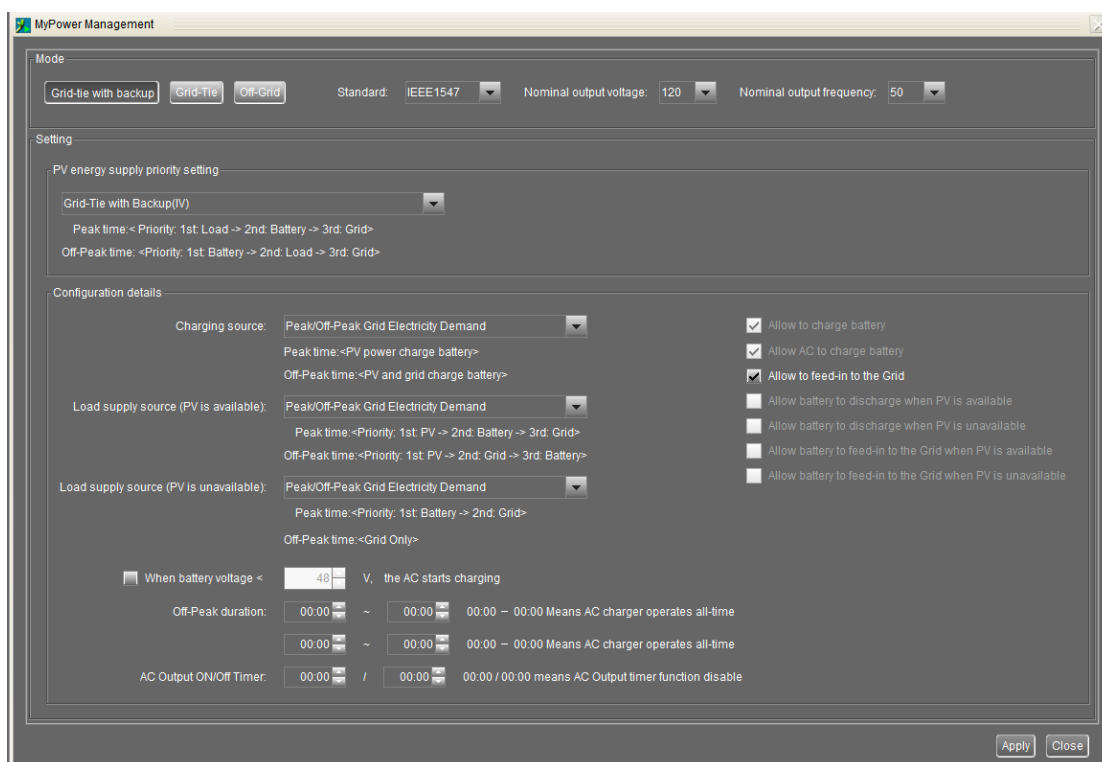 MyPower Management
Mode
Grid-tie with backup Grid-Tie Off-Grid Standard: IEEE1547 Nominal output voltage: 120 Nominal output frequency: 50
Setting
PV energy supply priority setting
Grid-Tie with Backup(IV)
Peak time:< Priority: 1st: Load -> 2nd: Battery -> 3rd: Grid>
Off-Peak time: <Priority: 1st: Battery -> 2nd: Load -> 3rd: Grid>
Configuration details
Charging source: Peak/Off-Peak Grid Electricity Demand
Peak time:<PV power charge battery>
Off-Peak time:<PV and grid charge battery>
Load supply source (PV is available): Peak/Off-Peak Grid Electricity Demand
Peak time:<Priority: 1st: PV -> 2nd: Battery -> 3rd: Grid>
Off-Peak time:<Priority: 1st: PV -> 2nd: Grid -> 3rd: Battery>
Load supply source (PV is unavailable): Peak/Off-Peak Grid Electricity Demand
Peak time:<Priority: 1st: Battery -> 2nd: Grid>
Off-Peak time:<Grid Only>
Allow to charge battery
Allow AC to charge battery
Allow to feed-in to the Grid
Allow battery to discharge when PV is available
Allow battery to discharge when PV is unavailable
Allow battery to feed-in to the Grid when PV is available
Allow battery to feed-in to the Grid when PV is unavailable
When battery voltage < 48 V, the AC starts charging
Off-Peak duration: 00:00 ~ 00:00 00:00 – 00:00 Means AC charger operates all-time
00:00 ~ 00:00 00:00 – 00:00 Means AC charger operates all-time
AC Output ON/Off Timer: 00:00 / 00:00 00:00 / 00:00 means AC Output timer function disable
Apply Close